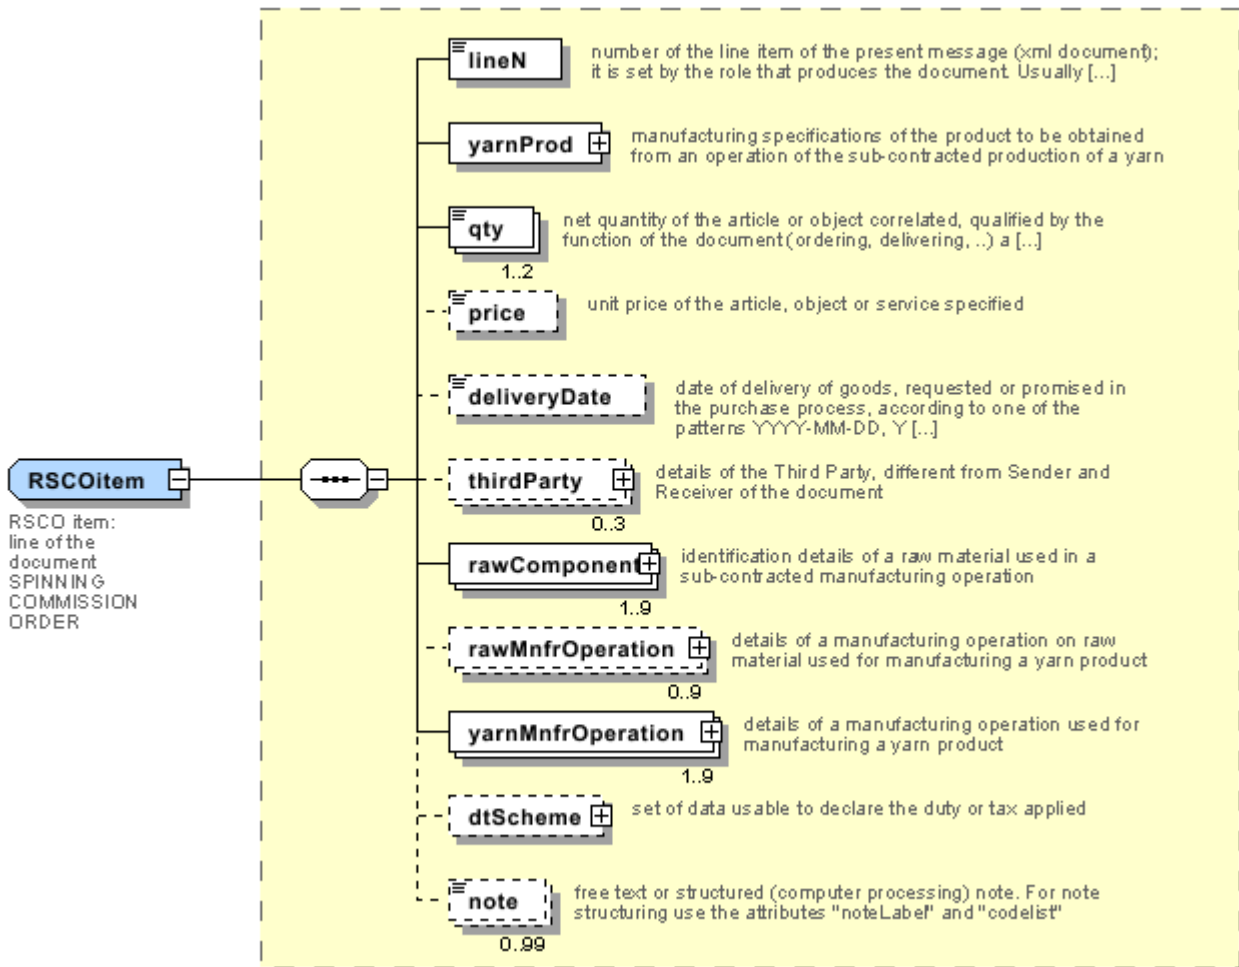 lineN
number of the line item of the present message (xml document);
it is set by the role that produces the document. Usually [...]
yarnProd
manufacturing specifications of the product to be obtained
from an operation of the sub-contracted production of a yarn
qty
net quantity of the article or object correlated, qualified by the
function of the document (ordering, delivering, ..) a [...]
1..2
price
unit price of the article, object or service specified
deliveryDate
date of delivery of goods, requested or promised in
the purchase process, according to one of the
patterns YYYY-MM-DD, Y [...]
RSCOitem
RSCO item:
line of the
document
SPINNING
COMMISSION
ORDER
thirdParty
details of the Third Party, different from Sender and
Receiver of the document
0..3
rawComponent
identification details of a raw material used in a
sub-contracted manufacturing operation
1..9
rawMnfrOperation
details of a manufacturing operation on raw
material used for manufacturing a yarn product
0..9
yarnMnfrOperation
details of a manufacturing operation used for
manufacturing a yarn product
1..9
dtScheme
set of data usable to declare the duty or tax applied
note
free text or structured (computer processing) note. For note
structuring use the attributes "noteLabel" and "codelist"
0..99